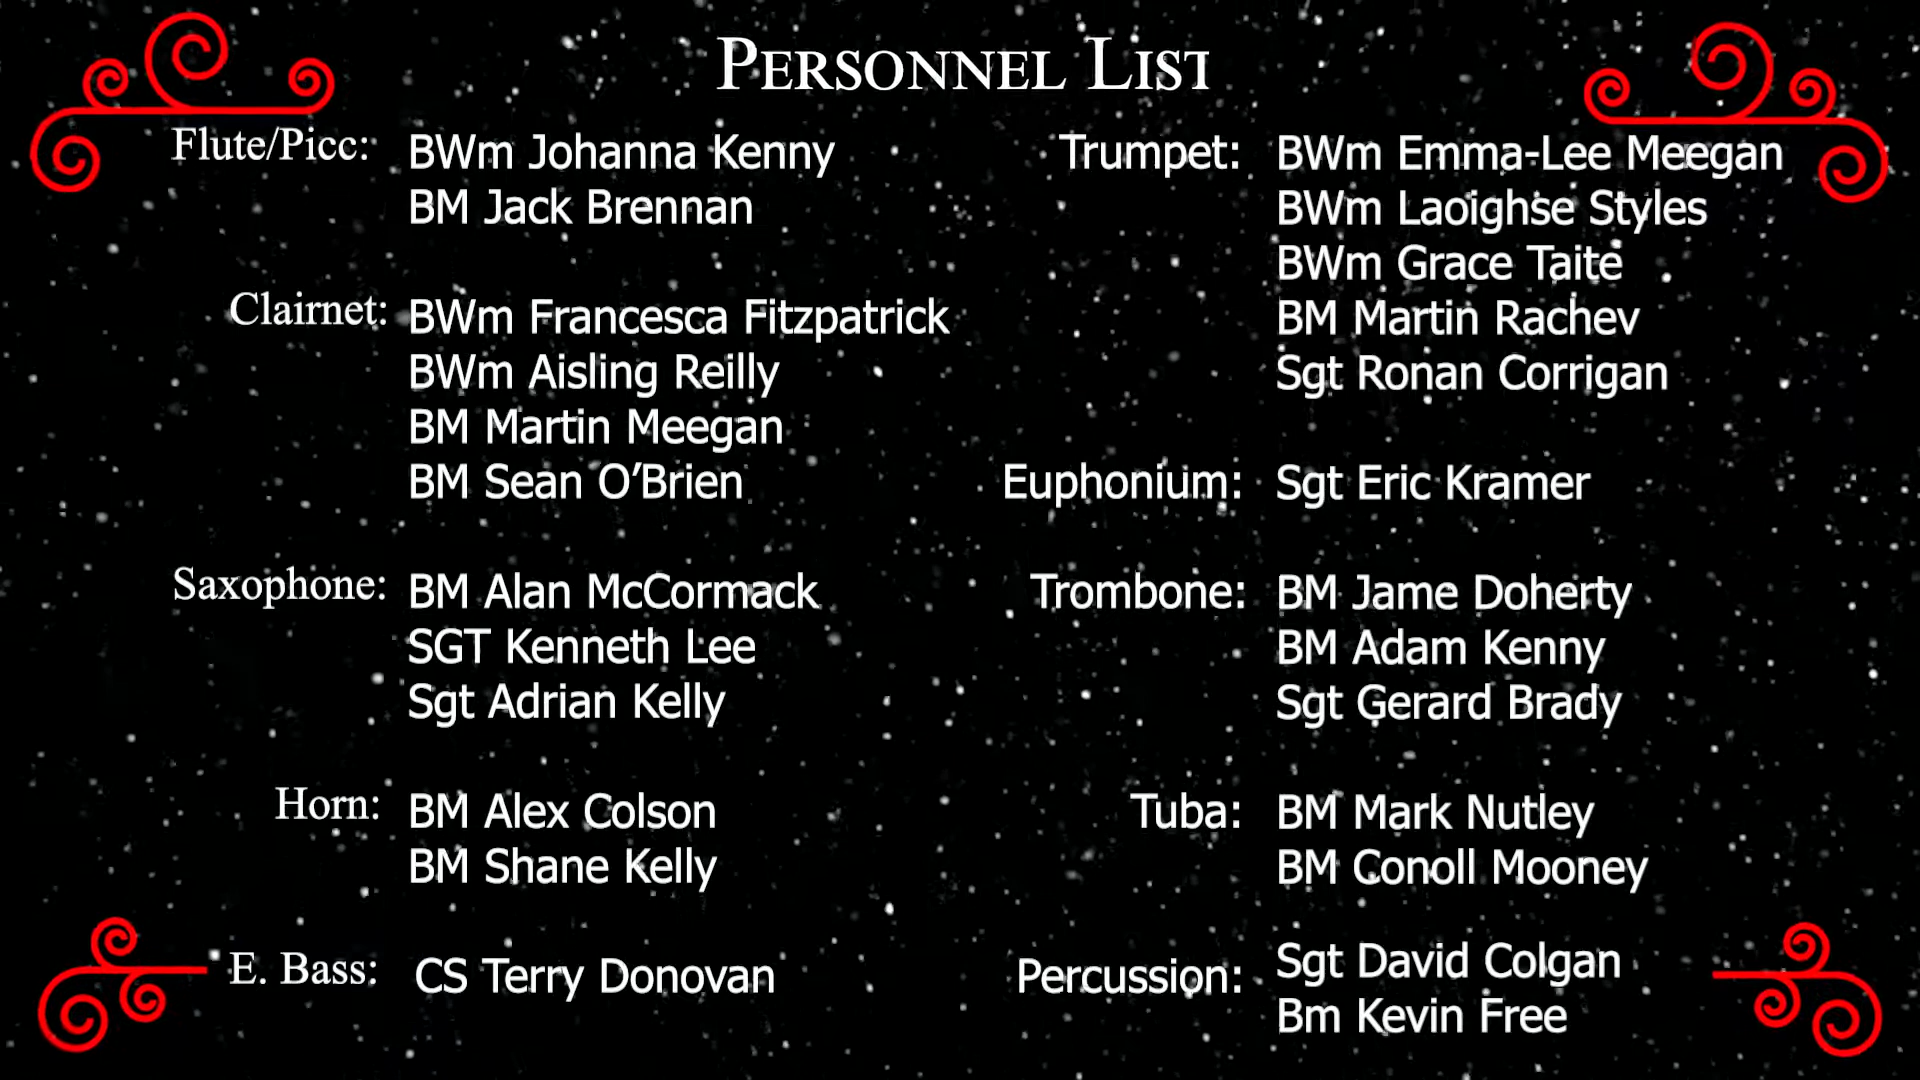 PERSONNEL LIST
Flute/Picc: BWm Johanna Kenny
BM Jack Brennan
Clairnet: BWm Francesca Fitzpatrick
BWm Aisling Reilly
BM Martin Meegan
BM Sean O’Brien
Saxophone: BM Alan McCormack
SGT Kenneth Lee
Sgt Adrian Kelly
Horn: BM Alex Colson
BM Shane Kelly
E. Bass: CS Terry Donovan
Trumpet: BWm Emma-Lee Meegan
BWm Laoighse Styles
BWm Grace Taite
BM Martin Rachev
Sgt Ronan Corrigan
Euphonium: Sgt Eric Kramer
Trombone: BM Jame Doherty
BM Adam Kenny
Sgt Gerard Brady
Tuba: BM Mark Nutley
BM Conoll Mooney
Percussion: Sgt David Colgan
Bm Kevin Free